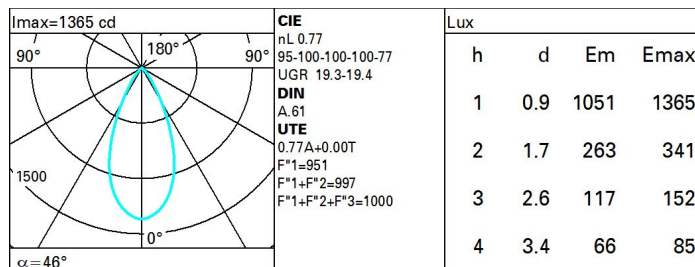 Imax=1365 cd
90° 180° 90°
1500
0°
α=46°
CIE
nL 0.77
95-100-100-100-77
UGR 19.3-19.4
DIN
A.61
UTE
0.77A+0.00T
F"1=951
F"1+F"2=997
F"1+F"2+F"3=1000
Lux
h d Em Emax
1 0.9 1051 1365
2 1.7 263 341
3 2.6 117 152
4 3.4 66 85